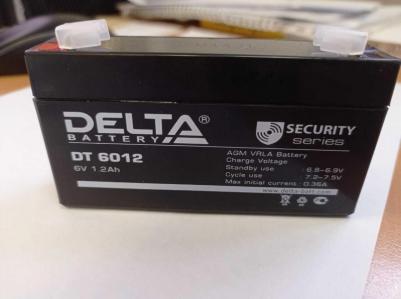 DELTA®
BATTERY
SECURITY
series
DT 6012
6V 1.2Ah
AGM VRLA Battery
Charge Voltage
Standby use : 6.8-6.9V
Cycle use : 7.2-7.5V
Max initial current : 0.36A
www.delta-batt.com